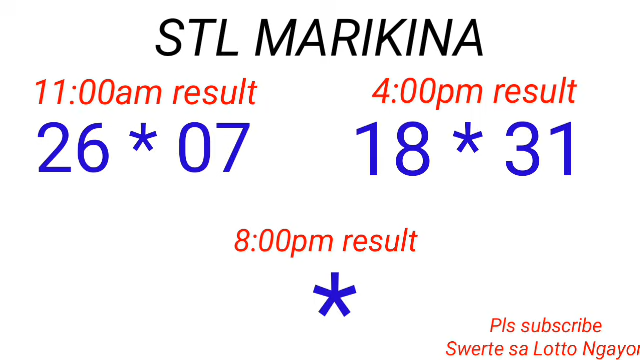 STL MARIKINA
11:00am result
4:00pm result
26 * 07
18 * 31
8:00pm result
*
Pls subscribe
Swerte sa Lotto Ngayon